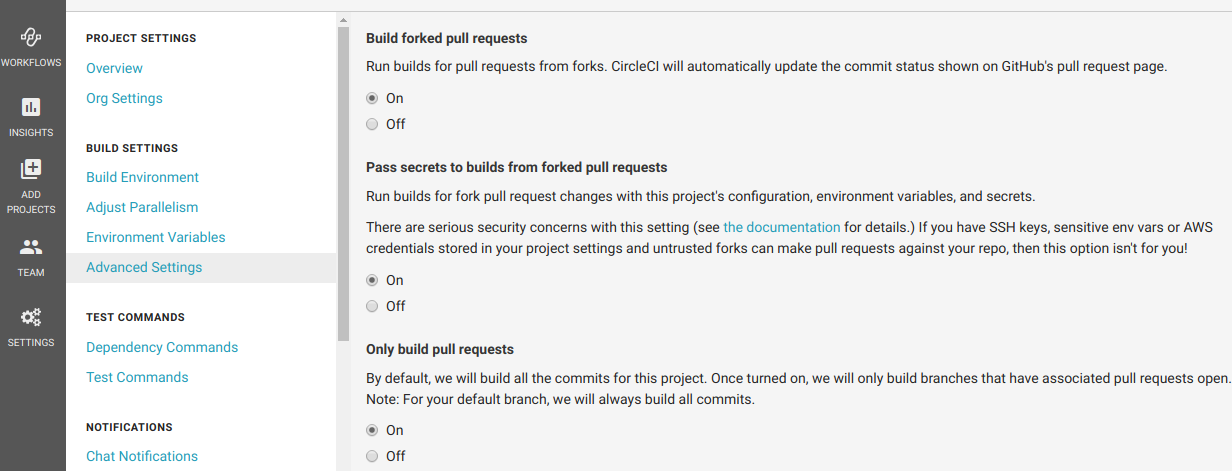 WORKFLOWS
INSIGHTS
ADD
PROJECTS
TEAM
SETTINGS
PROJECT SETTINGS
Overview
Org Settings
BUILD SETTINGS
Build Environment
Adjust Parallelism
Environment Variables
Advanced Settings
TEST COMMANDS
Dependency Commands
Test Commands
NOTIFICATIONS
Chat Notifications
Build forked pull requests
Run builds for pull requests from forks. CircleCI will automatically update the commit status shown on GitHub's pull request page.
On
Off
Pass secrets to builds from forked pull requests
Run builds for fork pull request changes with this project's configuration, environment variables, and secrets.
There are serious security concerns with this setting (see the documentation for details.) If you have SSH keys, sensitive env vars or AWS
credentials stored in your project settings and untrusted forks can make pull requests against your repo, then this option isn't for you!
On
Off
Only build pull requests
By default, we will build all the commits for this project. Once turned on, we will only build branches that have associated pull requests open.
Note: For your default branch, we will always build all commits.
On
Off